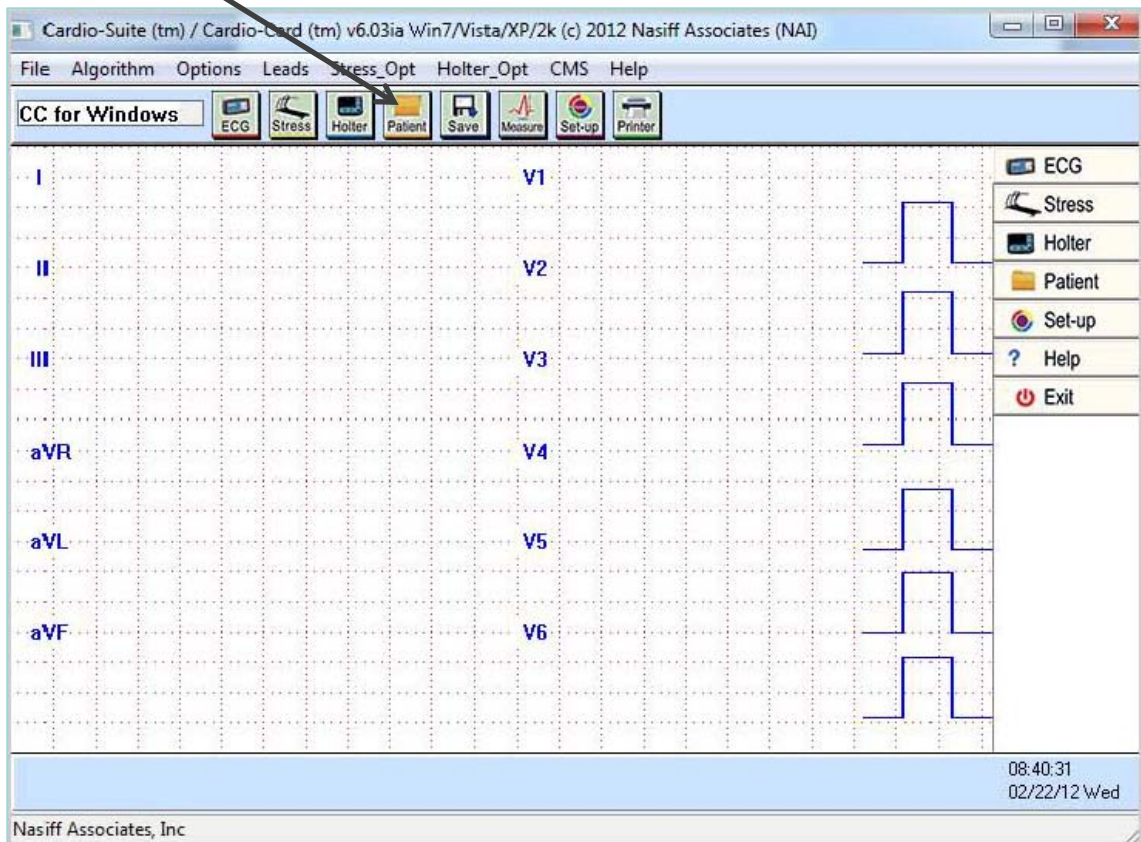 Cardio-Suite (tm) / Cardio-Card (tm) v6.03ia Win7/Vista/XP/2k (c) 2012 Nasiff Associates (NAI)
File Algorithm Options Leads Stress_Opt Holter_Opt CMS Help
CC for Windows ECG Stress Holter Patient Save Measure Set-up Printer
I V1
II V2
III V3
aVR V4
aVL V5
aVF V6
ECG
Stress
Holter
Patient
Set-up
? Help
Exit
08:40:31
02/22/12 Wed
Nasiff Associates, Inc